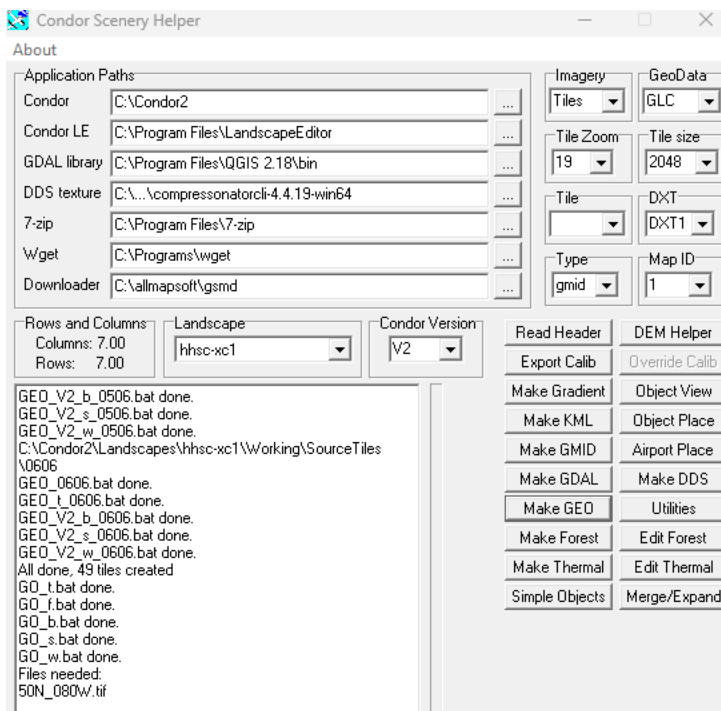 Condor Scenery Helper
About
Application Paths
Condor C:\Condor2 ...
Condor LE C:\Program Files\LandscapeEditor ...
GDAL library C:\Program Files\QGIS 2.18\bin ...
DDS texture C:\...\compressonatorcli-4.4.19-win64 ...
7-zip C:\Program Files\7-zip ...
Wget C:\Programs\wget ...
Downloader C:\allmapsoft\gsmd ...
Imagery GeoData
Tiles GLC
Tile Zoom Tile size
19 2048
Tile DXT
DXT1
Type Map ID
gmid 1
Rows and Columns Landscape Condor Version
Columns: 7.00
Rows: 7.00
hhsc-xc1 V2
Read Header DEM Helper
Export Calib Override Calib
Make Gradient Object View
Make KML Object Place
Make GMID Airport Place
Make GDAL Make DDS
Make GEO Utilities
Make Forest Edit Forest
Make Thermal Edit Thermal
Simple Objects Merge/Expand
GEO_V2_b_0506.bat done.
GEO_V2_s_0506.bat done.
GEO_V2_w_0506.bat done.
C:\Condor2\Landscapes\hhsc-xc1\Working\SourceTiles
\0606
GEO_0606.bat done.
GEO_t_0606.bat done.
GEO_V2_b_0606.bat done.
GEO_V2_s_0606.bat done.
GEO_V2_w_0606.bat done.
All done, 49 tiles created
GO_t.bat done.
GO_f.bat done.
GO_b.bat done.
GO_s.bat done.
GO_w.bat done.
Files needed:
50N_080W.tif